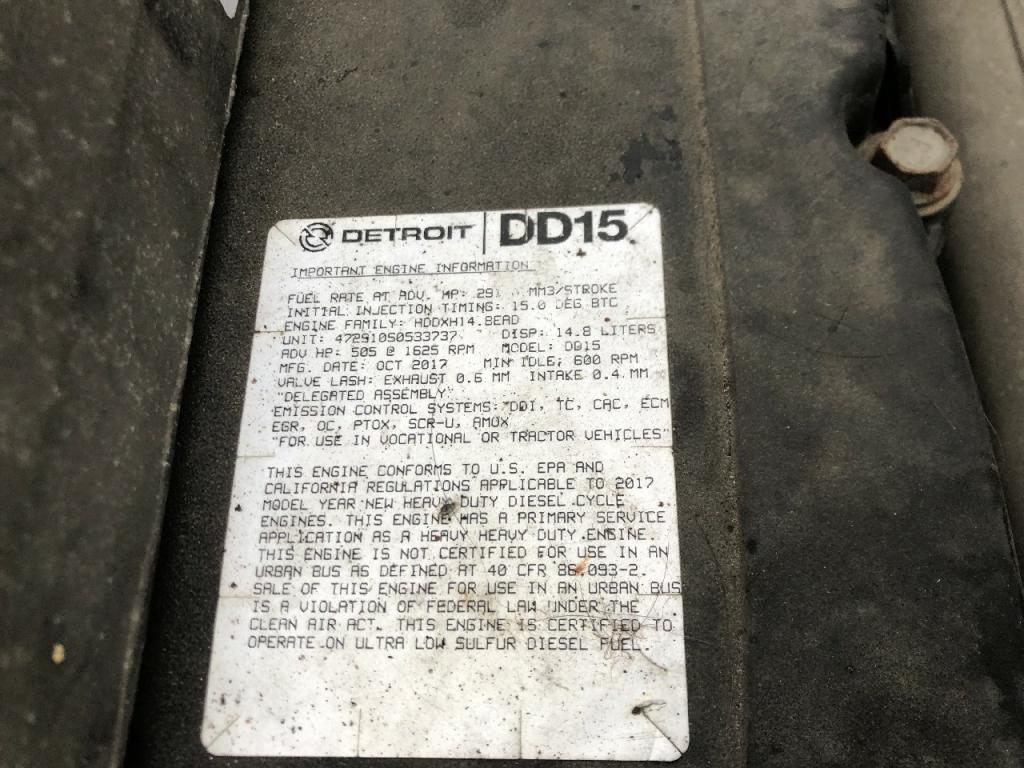 DETROIT DD15
IMPORTANT ENGINE INFORMATION
FUEL RATE AT ADV. HP: MM3/STROKE
INITIAL INJECTION TIMING: 15.0 DEG BTC
ENGINE FAMILY: HDDXH14.8EAD
UNIT: 472910S0533737 DISP: 14.8 LITERS
ADV HP: 505 @ 1625 RPM MODEL: DD15
MFG. DATE: OCT 2017 MIN IDLE: 600 RPM
VALVE LASH: EXHAUST 0.6 MM INTAKE 0.4 MM
"DELEGATED ASSEMBLY"
EMISSION CONTROL SYSTEMS: DDI, TC, CAC, ECM
EGR, OC, PTOX, SCR-U, AMOX
"FOR USE IN VOCATIONAL OR TRACTOR VEHICLES"
THIS ENGINE CONFORMS TO U.S. EPA AND
CALIFORNIA REGULATIONS APPLICABLE TO 2017
MODEL YEAR NEW HEAVY DUTY DIESEL CYCLE
ENGINES. THIS ENGINE HAS A PRIMARY SERVICE
APPLICATION AS A HEAVY HEAVY DUTY ENGINE.
THIS ENGINE IS NOT CERTIFIED FOR USE IN AN
URBAN BUS AS DEFINED AT 40 CFR 86.093-2.
SALE OF THIS ENGINE FOR USE IN AN URBAN BUS
IS A VIOLATION OF FEDERAL LAW UNDER THE
CLEAN AIR ACT. THIS ENGINE IS CERTIFIED TO
OPERATE ON ULTRA LOW SULFUR DIESEL FUEL.